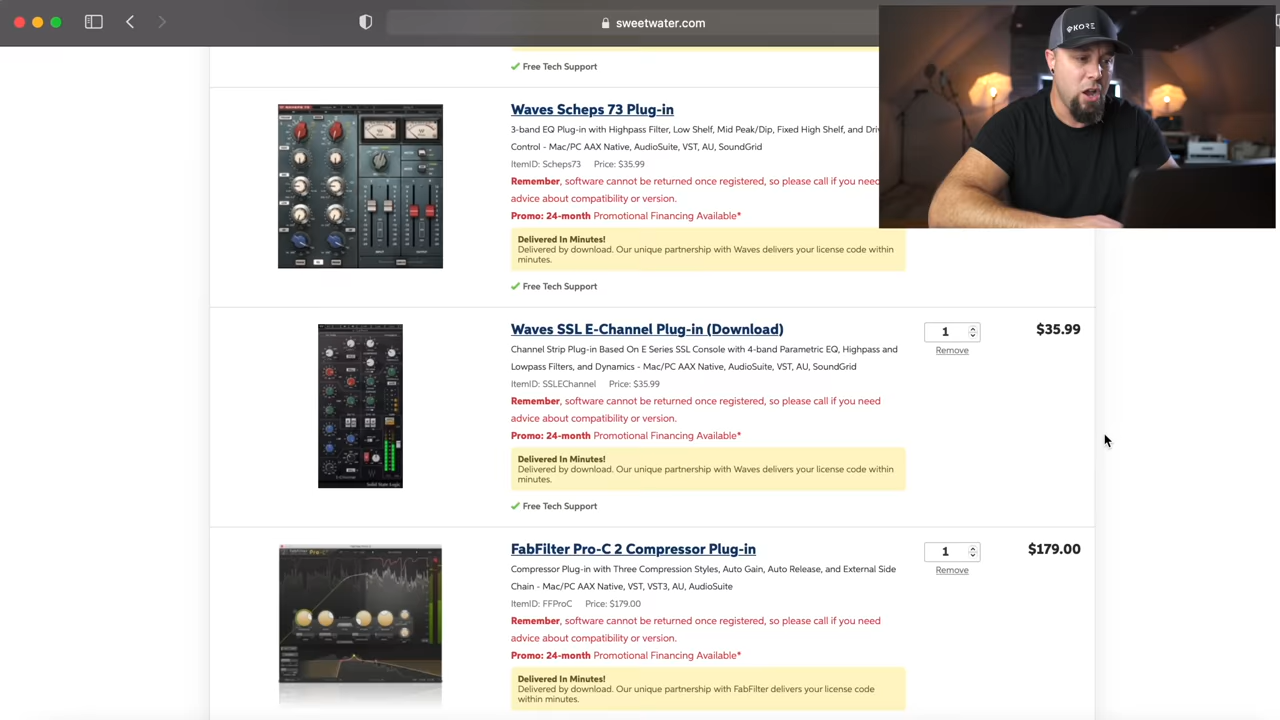 sweetwater.com
KORE
Free Tech Support
Waves Scheps 73 Plug-in
3-band EQ Plug-in with Highpass Filter, Low Shelf, Mid Peak/Dip, Fixed High Shelf, and Driv
Control - Mac/PC AAX Native, AudioSuite, VST, AU, SoundGrid
ItemID: Scheps73 Price: $35.99
Remember, software cannot be returned once registered, so please call if you need
advice about compatibility or version.
Promo: 24-month Promotional Financing Available*
Delivered In Minutes!
Delivered by download. Our unique partnership with Waves delivers your license code within
minutes.
Free Tech Support
Waves SSL E-Channel Plug-in (Download)
1
$35.99
Remove
Channel Strip Plug-in Based On E Series SSL Console with 4-band Parametric EQ, Highpass and
Lowpass Filters, and Dynamics - Mac/PC AAX Native, AudioSuite, VST, AU, SoundGrid
ItemID: SSLEChannel Price: $35.99
Remember, software cannot be returned once registered, so please call if you need
advice about compatibility or version.
Promo: 24-month Promotional Financing Available*
Delivered In Minutes!
Delivered by download. Our unique partnership with Waves delivers your license code within
minutes.
Solid State Logic
Free Tech Support
FabFilter Pro-C 2 Compressor Plug-in
1
$179.00
Remove
Compressor Plug-in with Three Compression Styles, Auto Gain, Auto Release, and External Side
Chain - Mac/PC AAX Native, VST, VST3, AU, AudioSuite
ItemID: FFProC Price: $179.00
Remember, software cannot be returned once registered, so please call if you need
advice about compatibility or version.
Promo: 24-month Promotional Financing Available*
Delivered In Minutes!
Delivered by download. Our unique partnership with FabFilter delivers your license code
within minutes.